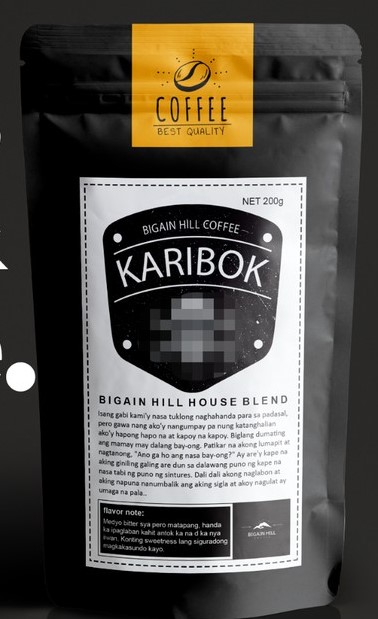 COFFEE
BEST QUALITY
NET 200g
BIGAIN HILL COFFEE
KARIBOK
BIGAIN HILL HOUSE BLEND
Isang gabi kami'y nasa tuklong naghahanda para sa padasal,
pero gawa nang ako'y nangumpay pa nung katanghalian
ako'y hapong hapo na at kapoy na kapoy. Biglang dumating
ang mamay may dalang bay-ong. Patikar na akong lumapit at
nagtanong, "Ano ga ho ang nasa bay-ong?" Ay are'y kape na
aking giniling galing are dun sa dalawang puno ng kape na
nasa tabi ng puno ng sintures. Dali dali akong naglabon at
aking napuna nanumbalik ang aking sigla at akoy nagulat ay
umaga na pala..
flavor note:
Medyo bitter sya pero matapang, handa
ka ipaglaban kahit antok ka na d ka nya
iiwan. Konting sweetness lang siguradong
magkakasundo kayo.
BIGAIN HILL